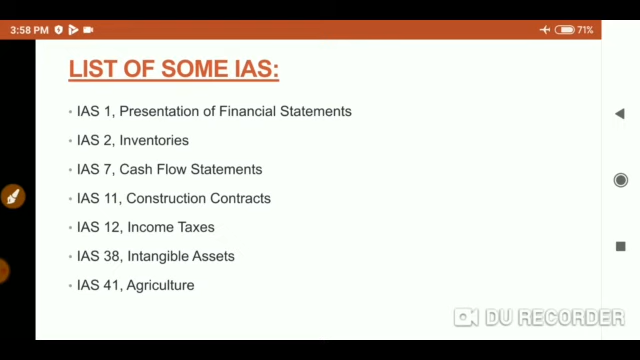 3:58 PM
71%
LIST OF SOME IAS:
• IAS 1, Presentation of Financial Statements
• IAS 2, Inventories
• IAS 7, Cash Flow Statements
• IAS 11, Construction Contracts
• IAS 12, Income Taxes
• IAS 38, Intangible Assets
• IAS 41, Agriculture
DU RECORDER